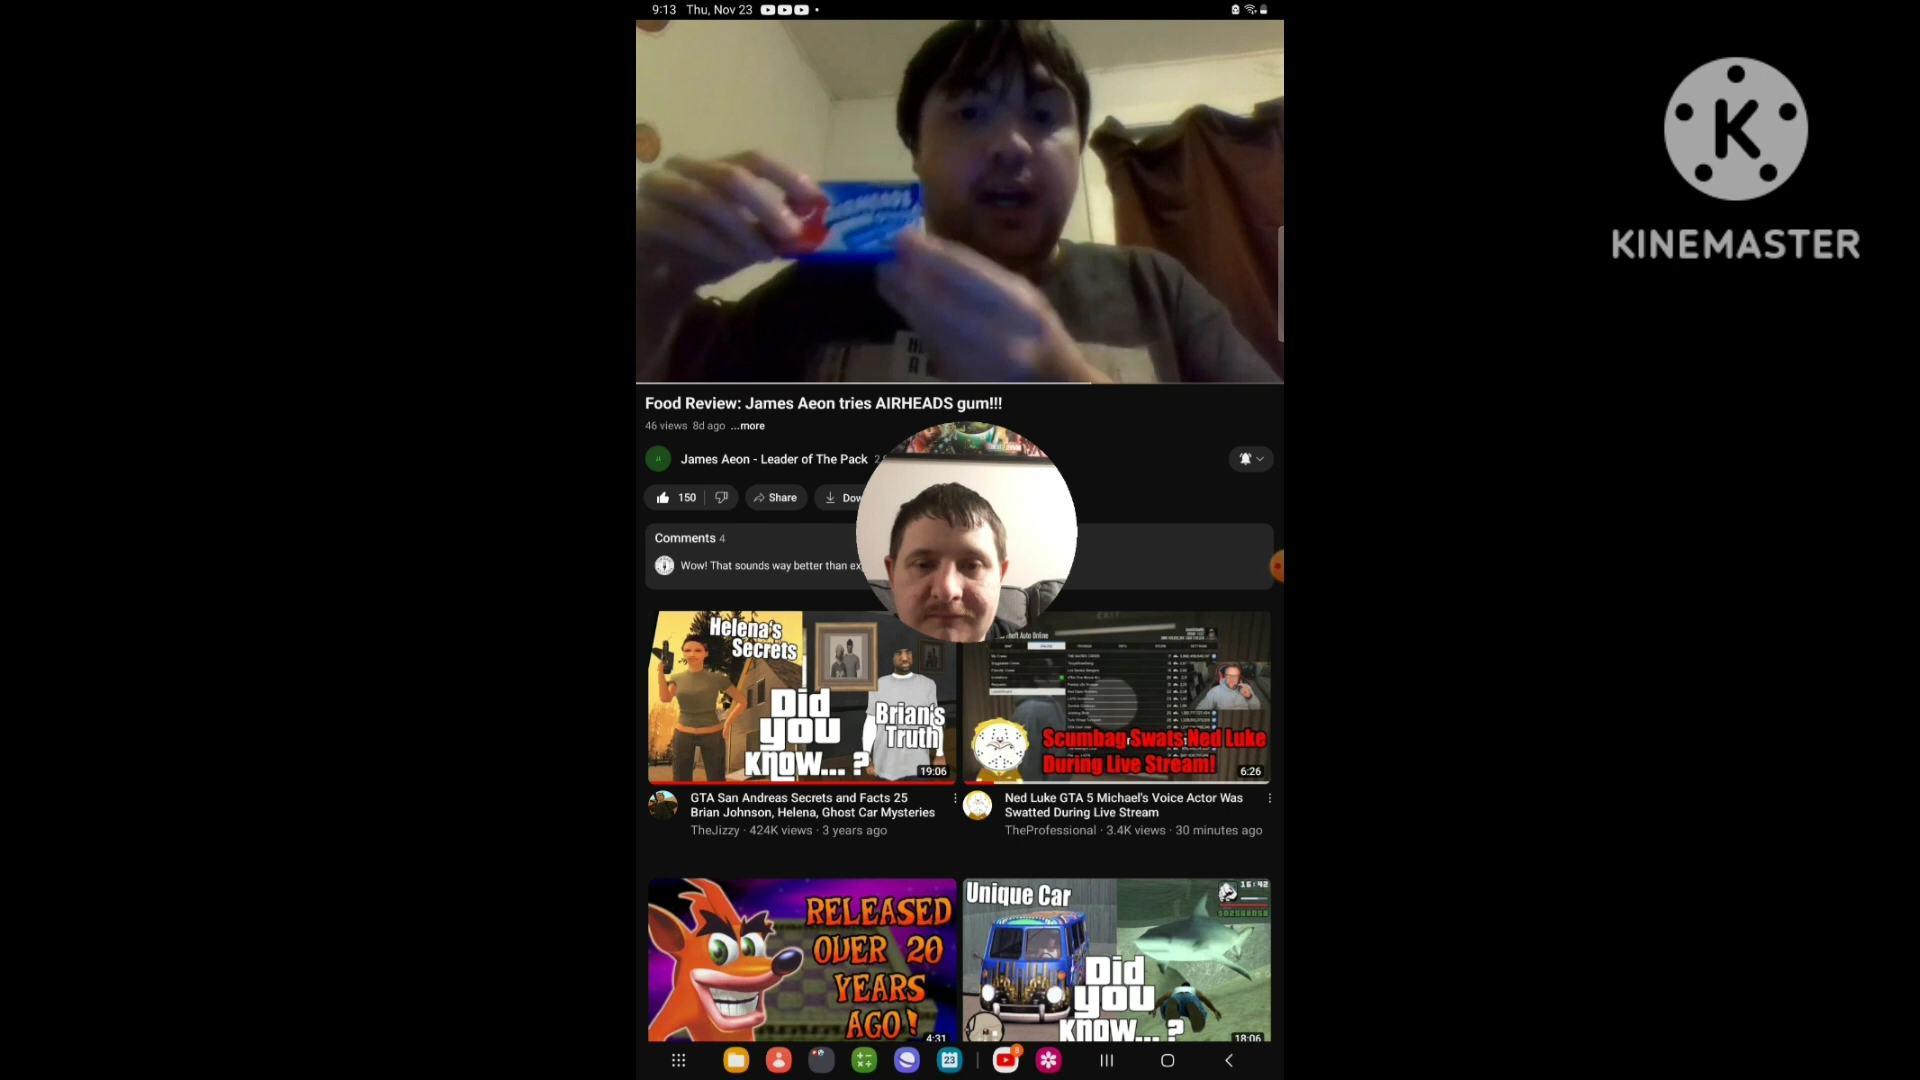 9:13 Thu, Nov 23
K
KINEMASTER
AIRHEADS
Food Review: James Aeon tries AIRHEADS gum!!!
46 views 8d ago ...more
James Aeon - Leader of The Pack
150
Share
Dow
Comments 4
Wow! That sounds way better than ex
Helena's
Secrets
Did
you
know... ?
Brian's
Truth
19:06
Scumbag Swats Ned Luke
During Live Stream!
6:26
GTA San Andreas Secrets and Facts 25
Brian Johnson, Helena, Ghost Car Mysteries
TheJizzy · 424K views · 3 years ago
Ned Luke GTA 5 Michael's Voice Actor Was
Swatted During Live Stream
TheProfessional · 3.4K views · 30 minutes ago
RELEASED
OVER 20
YEARS
AGO!
4:31
Unique Car
Did
you
know... ?
18:06
23
8